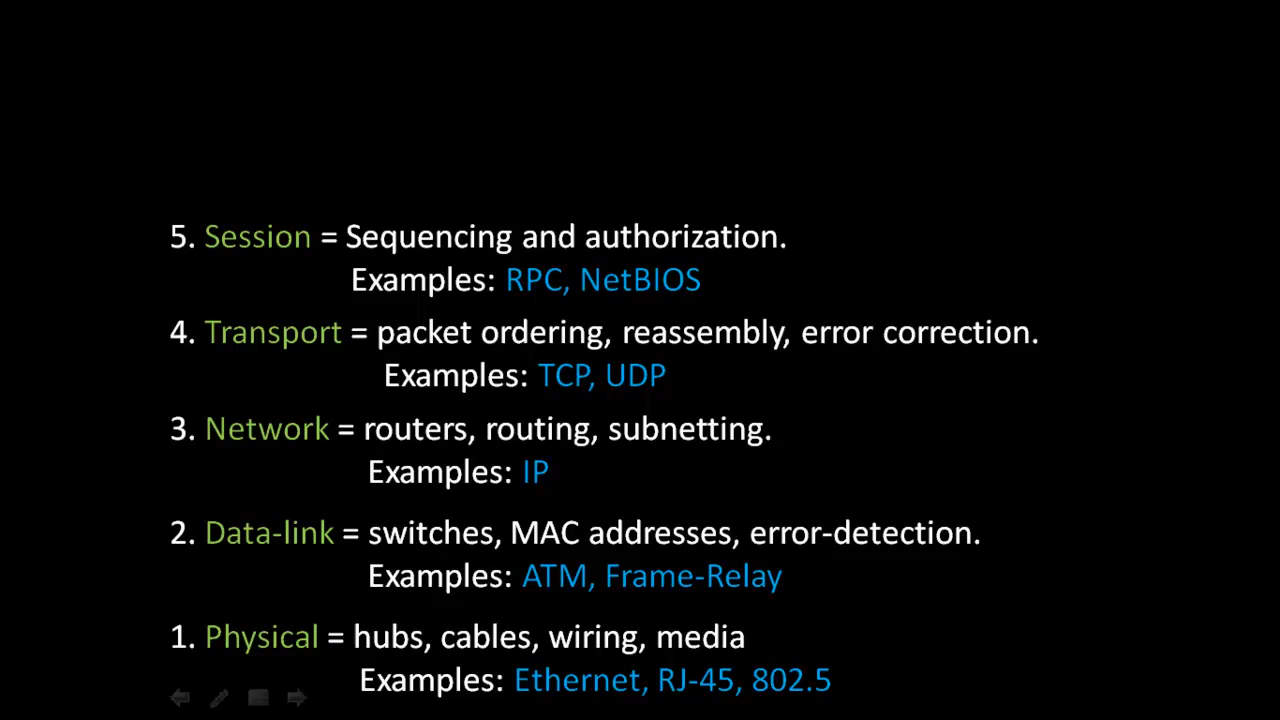 5. Session = Sequencing and authorization.
Examples: RPC, NetBIOS
4. Transport = packet ordering, reassembly, error correction.
Examples: TCP, UDP
3. Network = routers, routing, subnetting.
Examples: IP
2. Data-link = switches, MAC addresses, error-detection.
Examples: ATM, Frame-Relay
1. Physical = hubs, cables, wiring, media
Examples: Ethernet, RJ-45, 802.5